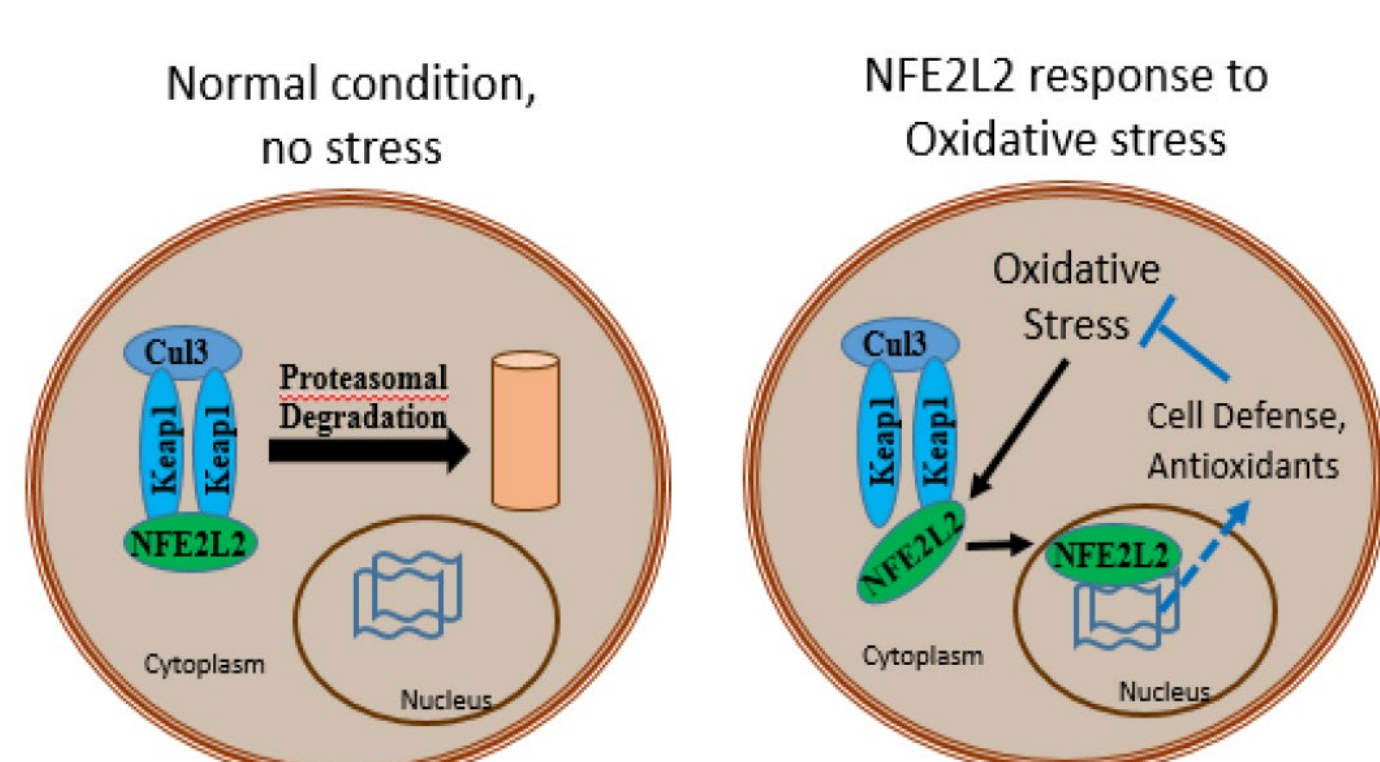 Normal condition,
no stress
Cul3
Keap1
Keap1
NFE2L2
Proteasomal
Degradation
Cytoplasm
Nucleus
NFE2L2 response to
Oxidative stress
Oxidative
Stress
Cul3
Keap1
Keap1
NFE2L2
NFE2L2
Cell Defense,
Antioxidants
Cytoplasm
Nucleus